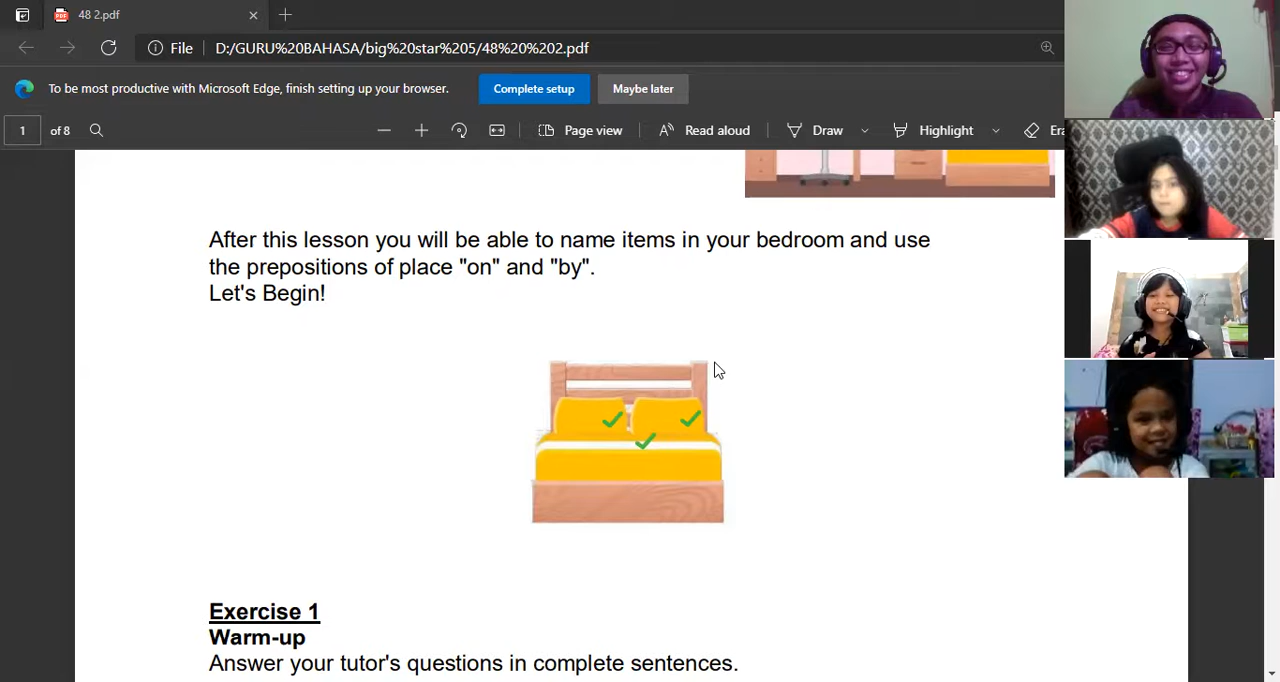 48 2.pdf
File D:/GURU%20BAHASA/big%20star%205/48%20%202.pdf
To be most productive with Microsoft Edge, finish setting up your browser. Complete setup Maybe later
1 of 8 Page view Read aloud Draw Highlight
After this lesson you will be able to name items in your bedroom and use
the prepositions of place "on" and "by".
Let's Begin!
Exercise 1
Warm-up
Answer your tutor's questions in complete sentences.